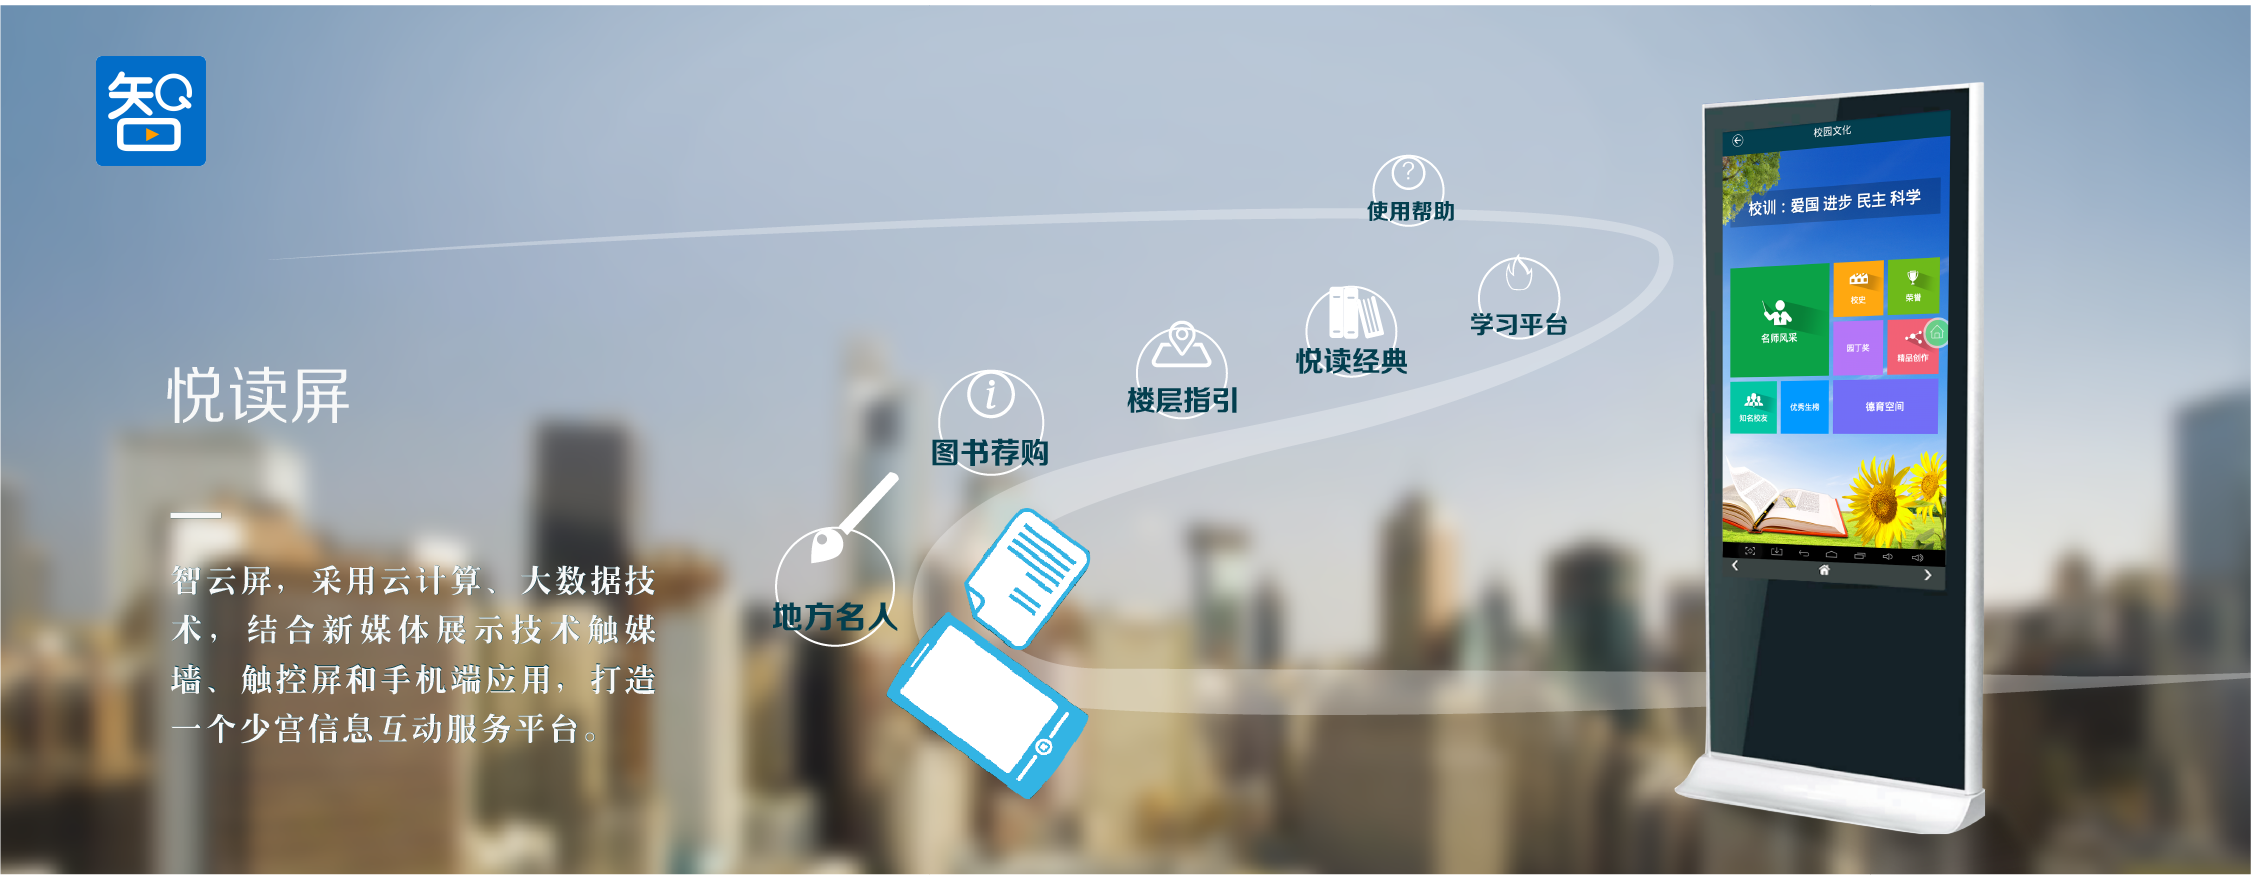 智
使用帮助
学习平台
悦读经典
楼层指引
图书荐购
地方名人
悦读屏
智云屏，采用云计算、大数据技
术，结合新媒体展示技术触媒
墙、触控屏和手机端应用，打造
一个少宫信息互动服务平台。
校园文化
校训：爱国 进步 民主 科学
名师风采
校史
荣誉
园丁奖
精品创作
知名校友
优秀生榜
德育空间